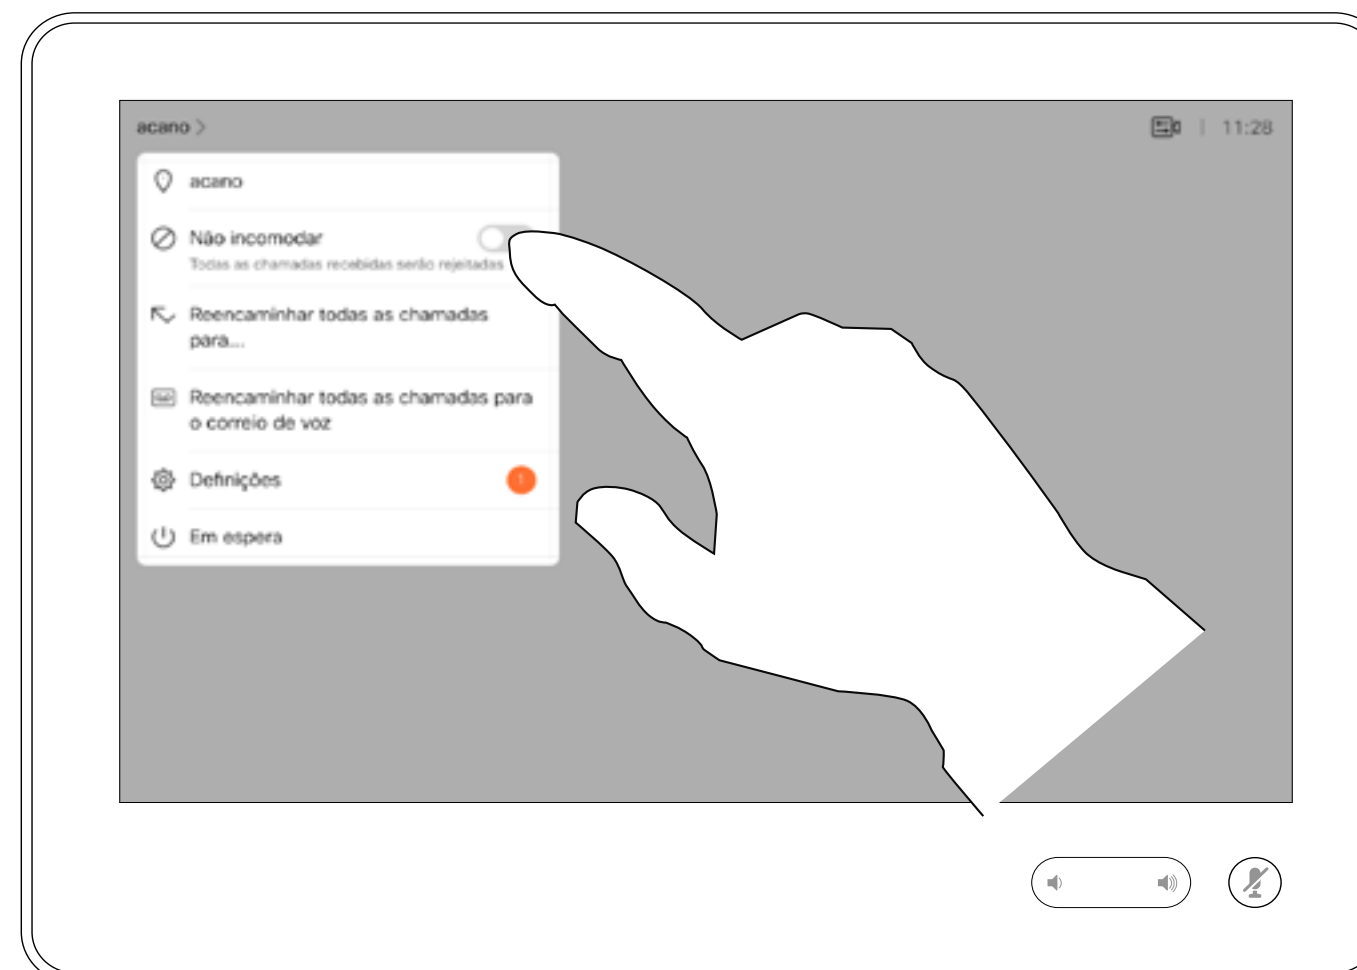 acano >
11:28
acano
Não incomodar
Todas as chamadas recebidas serão rejeitadas
Reencaminhar todas as chamadas
para...
Reencaminhar todas as chamadas para
o correio de voz
Definições
1
Em espera